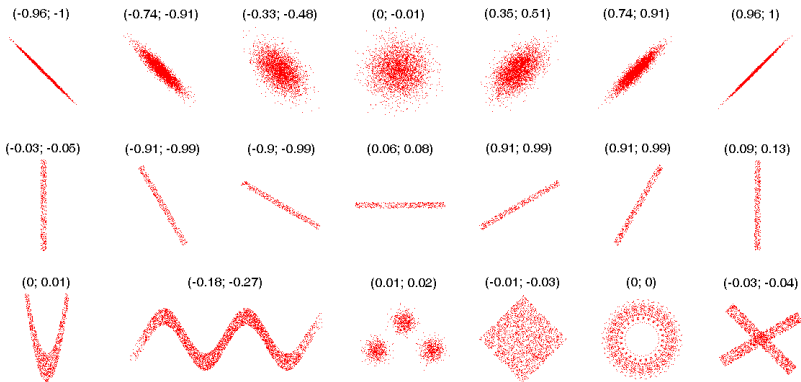 (-0.96; -1) (-0.74; -0.91) (-0.33; -0.48) (0; -0.01) (0.35; 0.51) (0.74; 0.91) (0.96; 1)
(-0.03; -0.05) (-0.91; -0.99) (-0.9; -0.99) (0.06; 0.08) (0.91; 0.99) (0.91; 0.99) (0.09; 0.13)
(0; 0.01) (-0.18; -0.27) (0.01; 0.02) (-0.01; -0.03) (0; 0) (-0.03; -0.04)